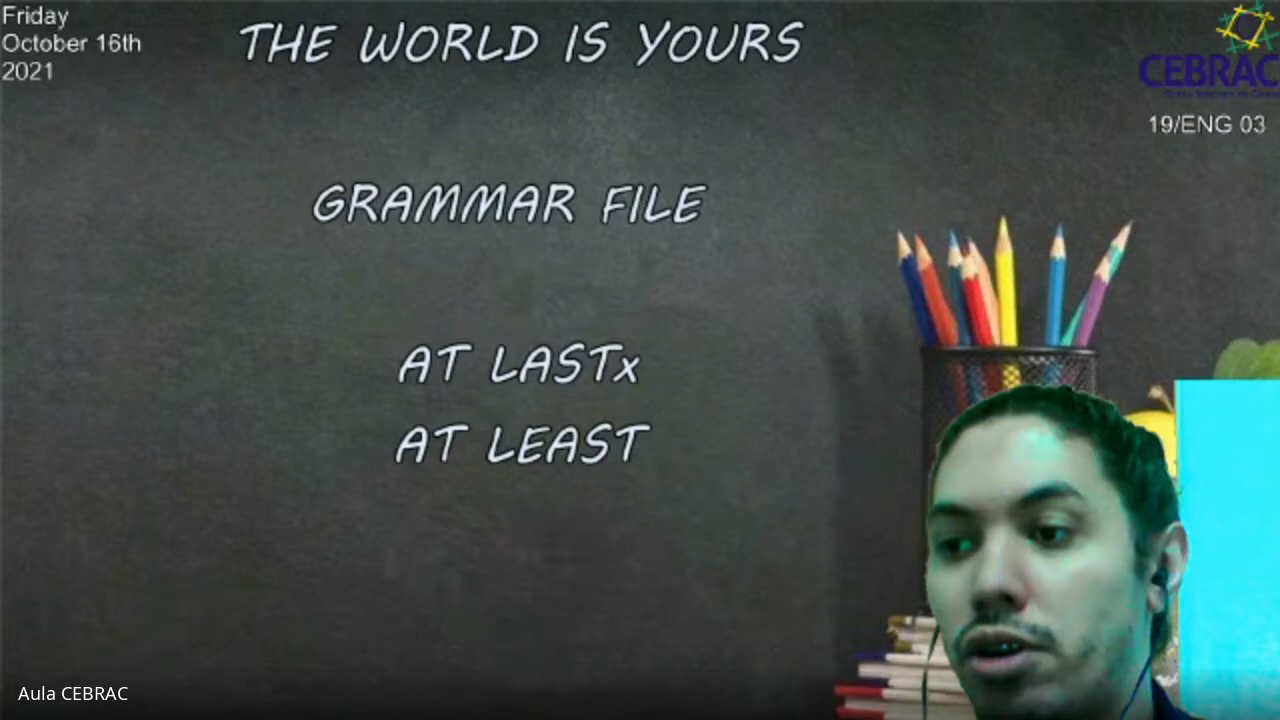 Friday
October 16th
2021
THE WORLD IS YOURS
CEBRAC
19/ENG 03
GRAMMAR FILE
AT LASTx
AT LEAST
Aula CEBRAC